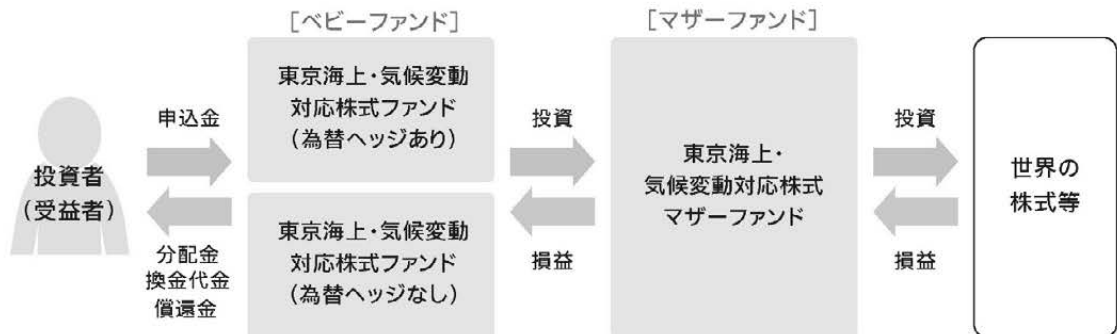 [ベビーファンド]
東京海上・気候変動
対応株式ファンド
(為替ヘッジあり)
東京海上・気候変動
対応株式ファンド
(為替ヘッジなし)
[マザーファンド]
東京海上・
気候変動対応株式
マザーファンド
投資者
(受益者)
申込金
分配金
換金代金
償還金
投資
損益
投資
損益
世界の
株式等